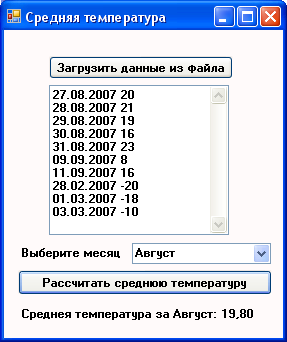 Средняя температура
Загрузить данные из файла
27.08.2007 20
28.08.2007 21
29.08.2007 19
30.08.2007 16
31.08.2007 23
09.09.2007 8
11.09.2007 16
28.02.2007 -20
01.03.2007 -18
03.03.2007 -10
Выберите месяц Август
Рассчитать среднюю температуру
Средняя температура за Август: 19,80